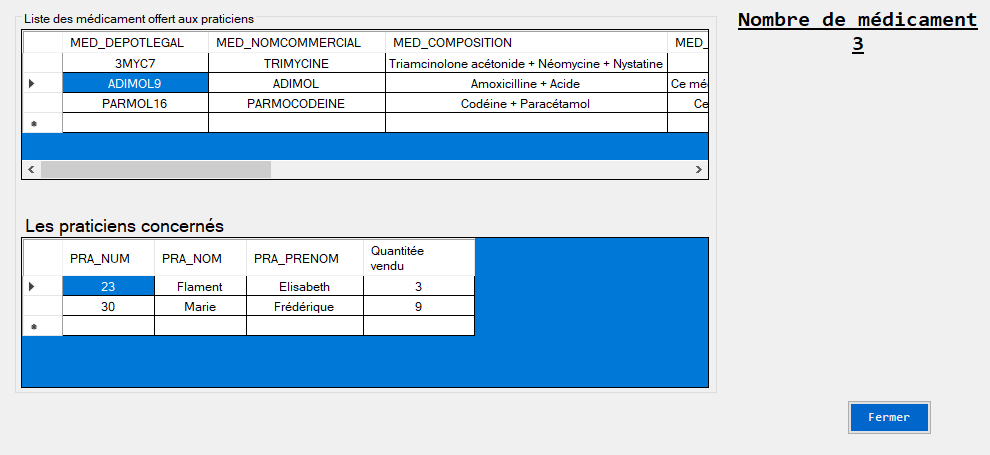 Liste des médicament offert aux praticiens
Nombre de médicament
3
MED_DEPOTLEGAL MED_NOMCOMMERCIAL MED_COMPOSITION MED_
3MYC7 TRIMYCINE Triamcinolone acétonide + Néomycine + Nystatine
ADIMOL9 ADIMOL Amoxicilline + Acide Ce mé
PARMOL16 PARMOCODEINE Codéine + Paracétamol Ce
Les praticiens concernés
PRA_NUM PRA_NOM PRA_PRENOM Quantitée vendu
23 Flament Elisabeth 3
30 Marie Frédérique 9
Fermer